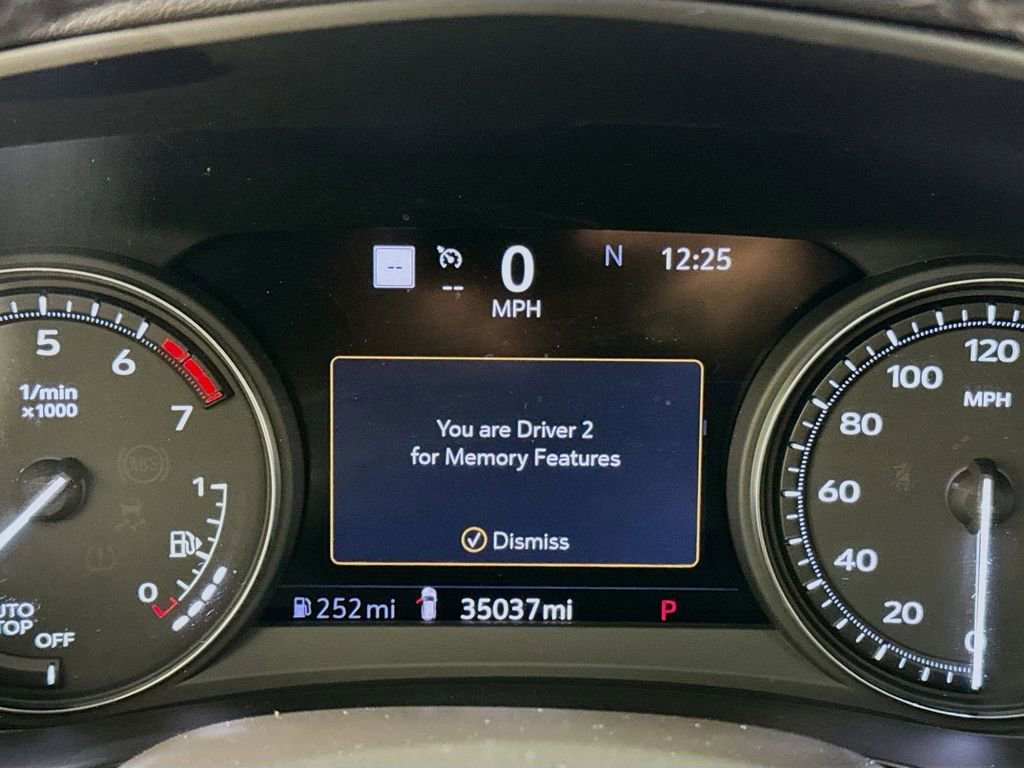 -- -- 0 N 12:25
MPH
5
6
7
1/min
x1000
1
0
AUTO
STOP
OFF
You are Driver 2
for Memory Features
Dismiss
252 mi 35037mi P
120
100
MPH
80
60
40
20
0